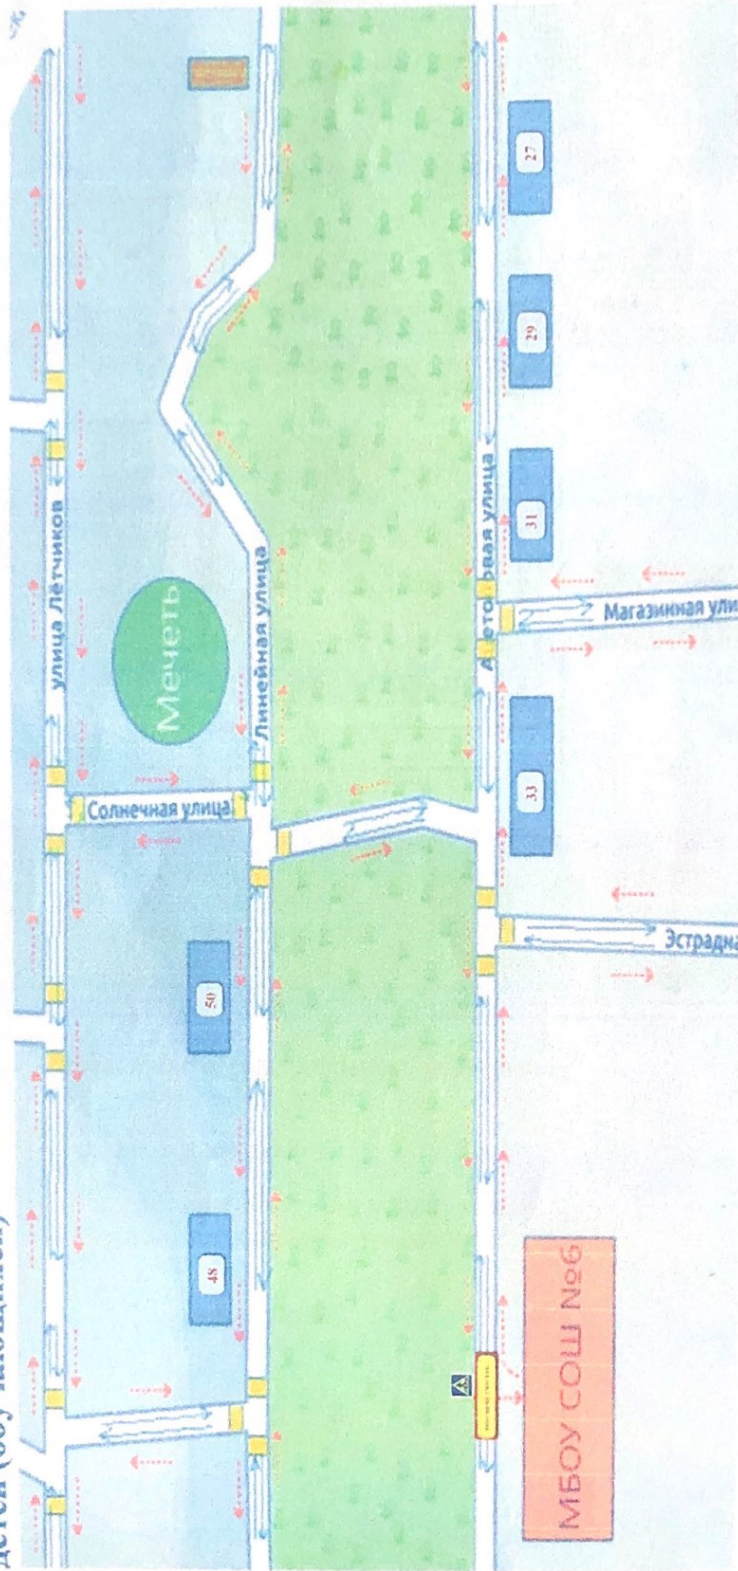 детей (обучающихся)
улица Лётчиков
Мечеть
Солнечная улица
Линейная улица
50
48
Магазинная ули
Эстрадна
27
29
31
33
МБОУ СОШ №6